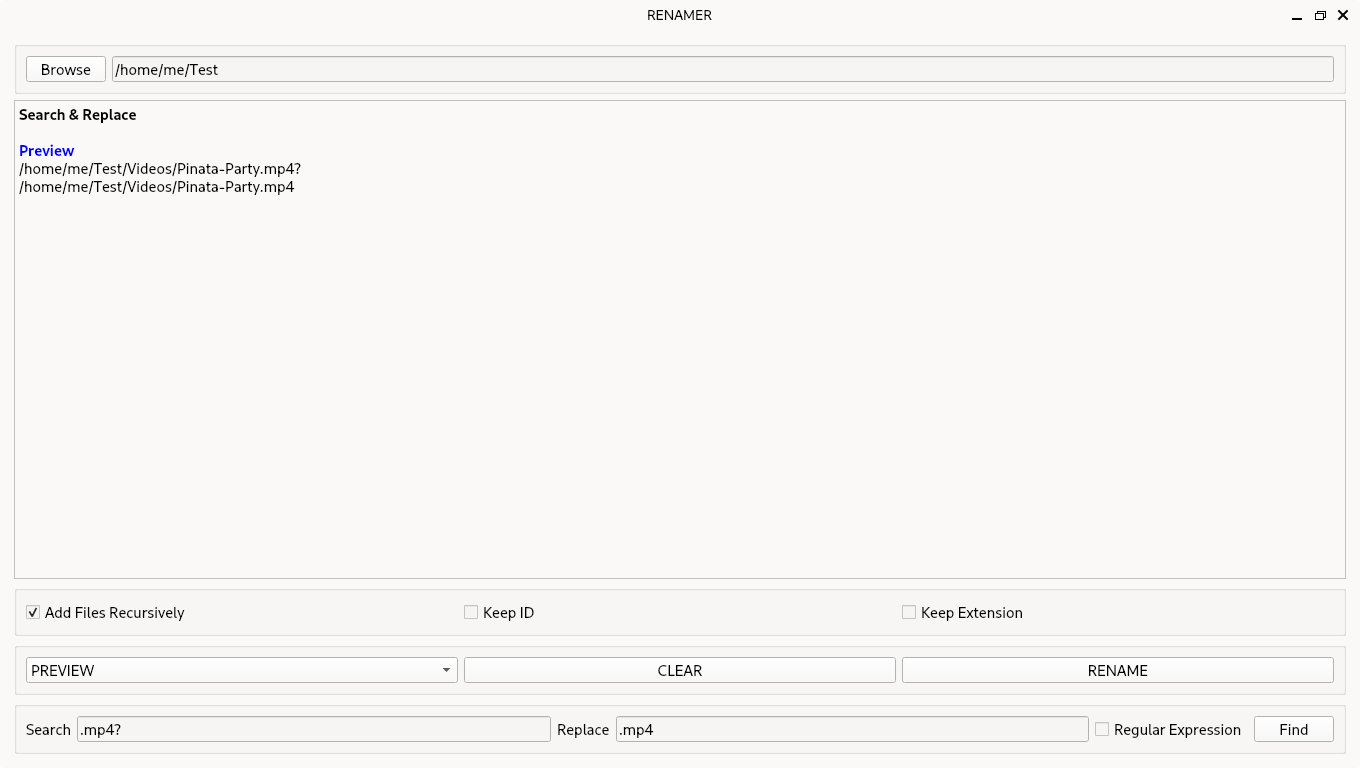 RENAMER
Browse /home/me/Test
Search & Replace
Preview
/home/me/Test/Videos/Pinata-Party.mp4?
/home/me/Test/Videos/Pinata-Party.mp4
Add Files Recursively Keep ID Keep Extension
PREVIEW CLEAR RENAME
Search .mp4? Replace .mp4 Regular Expression Find